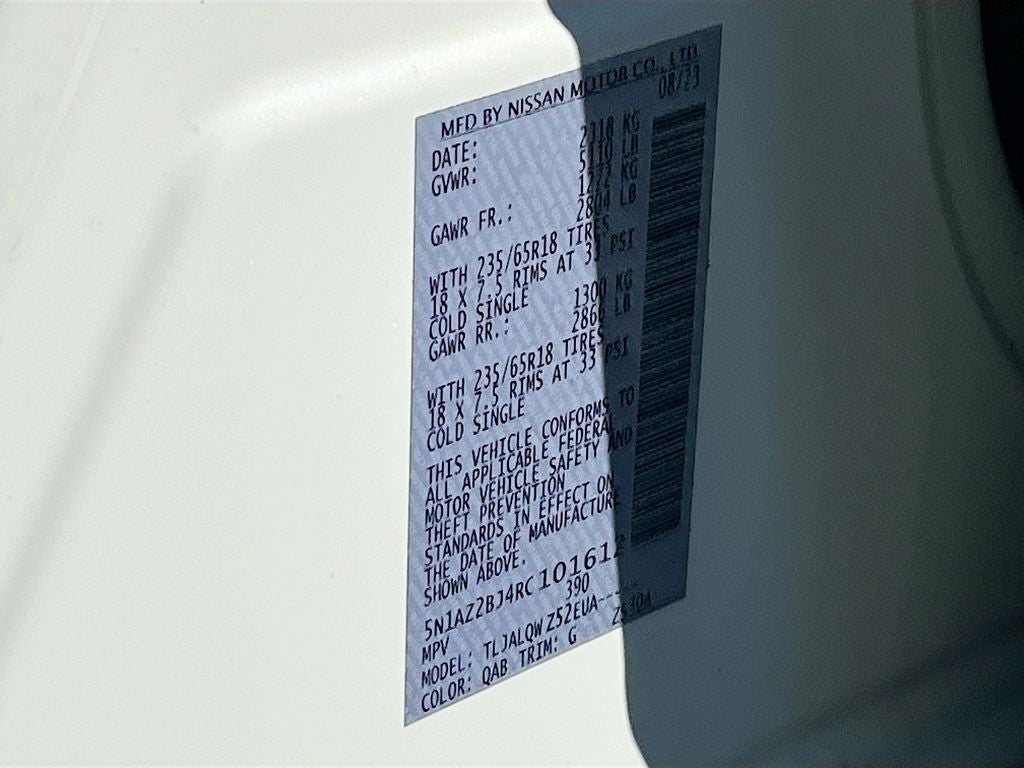 MFD BY NISSAN MOTOR CO., LTD.
DATE: 08/23
GVWR: 2318 KG
5110 LB
GAWR FR.: 1272 KG
2804 LB
WITH 235/65R18 TIRES
18 X 7.5 RIMS AT 33 PSI
COLD SINGLE
GAWR RR.: 1300 KG
2866 LB
WITH 235/65R18 TIRES
18 X 7.5 RIMS AT 33 PSI
COLD SINGLE
THIS VEHICLE CONFORMS TO
ALL APPLICABLE FEDERAL
MOTOR VEHICLE SAFETY AND
THEFT PREVENTION
STANDARDS IN EFFECT ON
THE DATE OF MANUFACTURE
SHOWN ABOVE.
5N1AZ2BJ4RC101612
MPV 390
MODEL: TLJALQWZ52EUA-----
COLOR: QAB TRIM: G